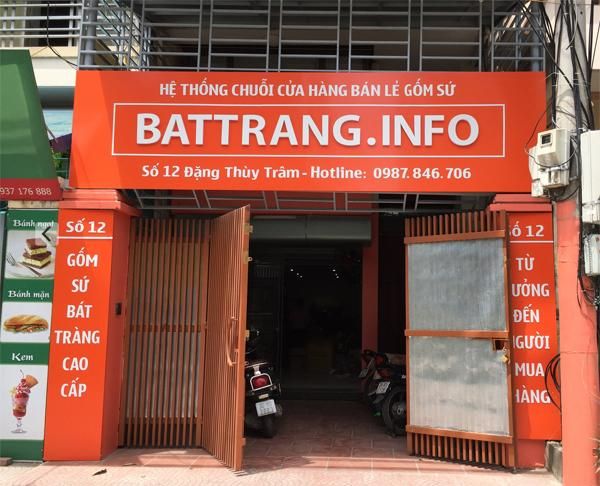 HỆ THỐNG CHUỖI CỬA HÀNG BÁN LẺ GỐM SỨ
BATTRANG.INFO
Số 12 Đặng Thùy Trâm - Hotline: 0987.846.706
937 176 888
Bánh ngọt
Bánh mặn
Kem
Số 12
GỐM
SỨ
BÁT
TRÀNG
CAO
CẤP
Số 12
TỪ
XƯỞNG
ĐẾN
NGƯỜI
MUA
HÀNG